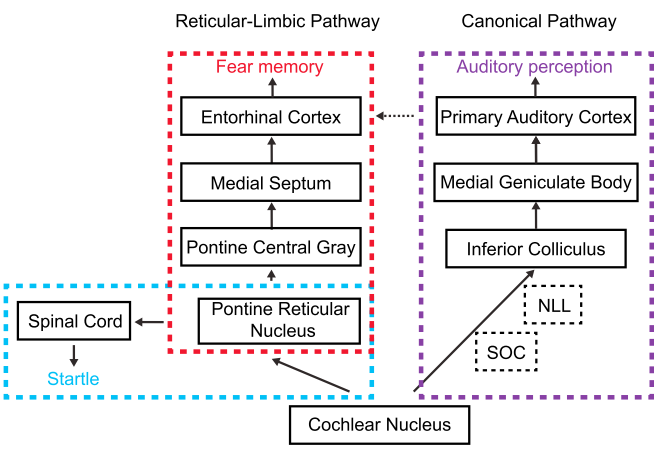 Reticular-Limbic Pathway
Canonical Pathway
Fear memory
Auditory perception
Entorhinal Cortex
Primary Auditory Cortex
Medial Septum
Medial Geniculate Body
Pontine Central Gray
Inferior Colliculus
Spinal Cord
Pontine Reticular
Nucleus
NLL
SOC
Startle
Cochlear Nucleus